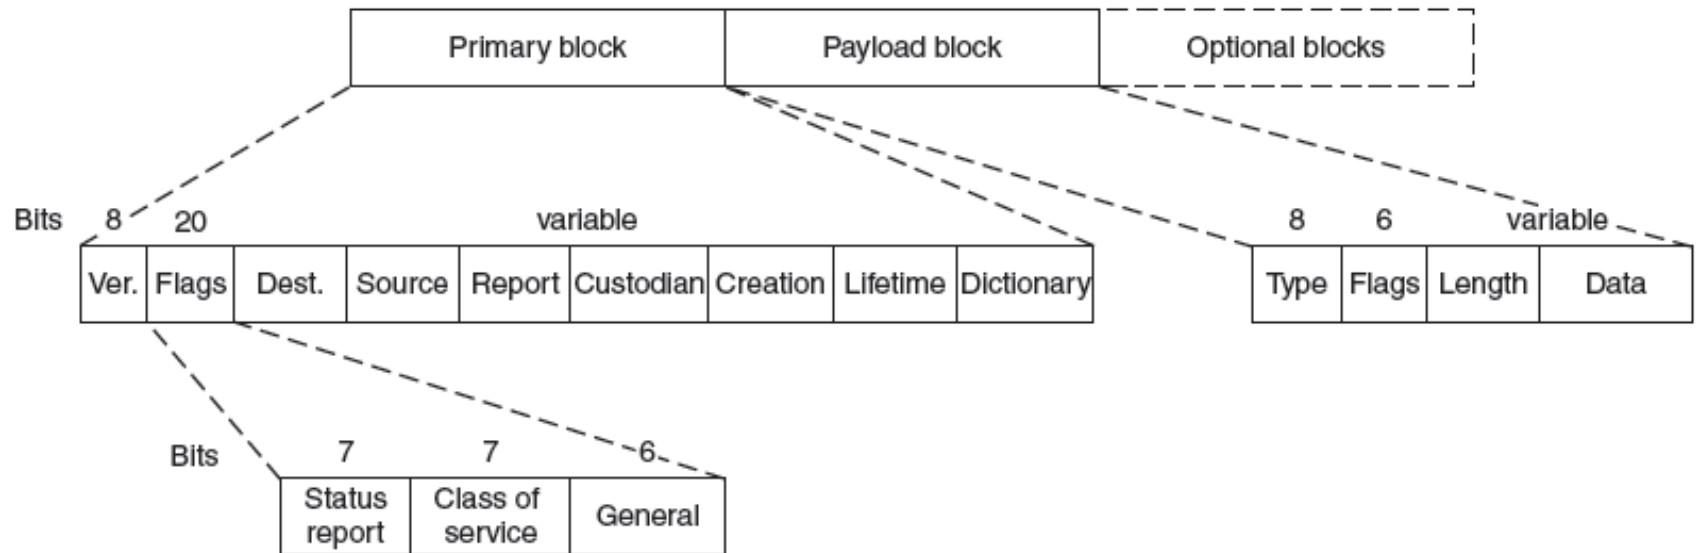 Primary block Payload block Optional blocks
Bits 8 20 variable 8 6 variable
Ver. Flags Dest. Source Report Custodian Creation Lifetime Dictionary Type Flags Length Data
Bits 7 7 6
Status report Class of service General